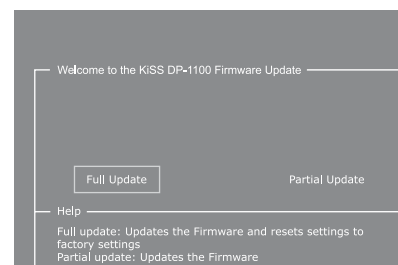 Welcome to the KiSS DP-1100 Firmware Update
Full Update
Partial Update
Help
Full update: Updates the Firmware and resets settings to
factory settings
Partial update: Updates the Firmware